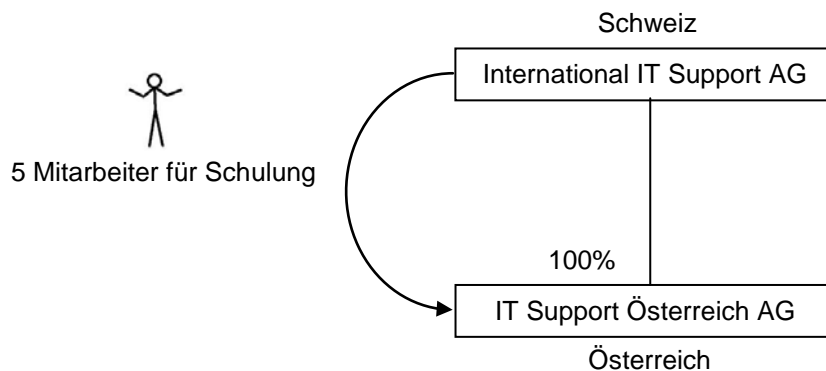 Schweiz
International IT Support AG
5 Mitarbeiter für Schulung
100%
IT Support Österreich AG
Österreich